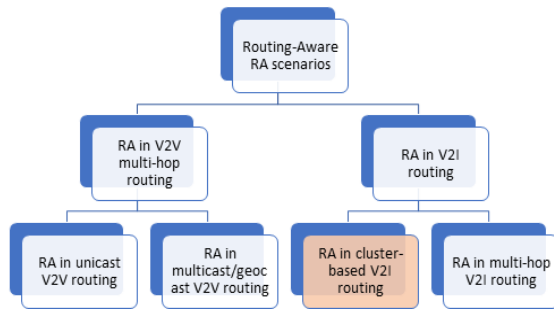 Routing-Aware
RA scenarios
RA in V2V
multi-hop
routing
RA in V2I
routing
RA in unicast
V2V routing
RA in
multicast/geoc
ast V2V routing
RA in cluster-
based V2I
routing
RA in multi-hop
V2I routing